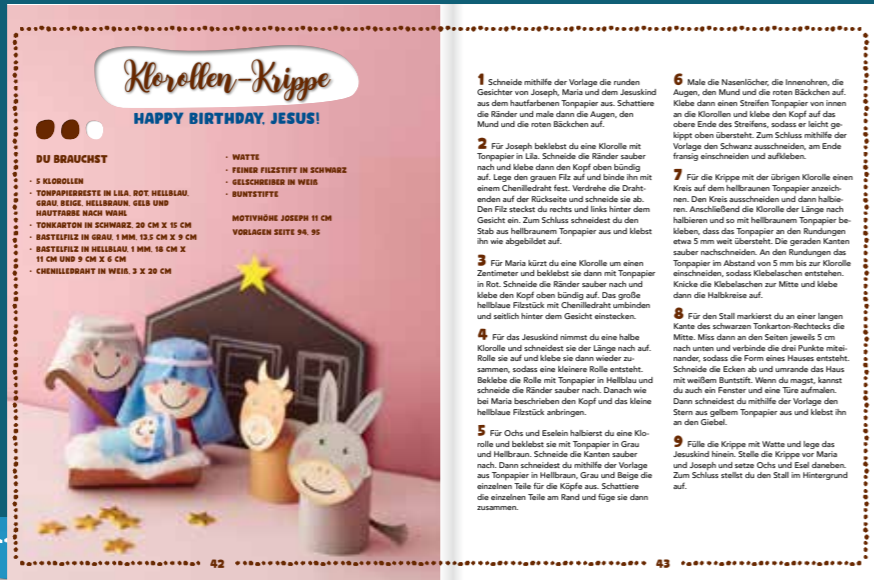 Klorollen-Krippe
HAPPY BIRTHDAY, JESUS!
DU BRAUCHST
· 5 KLOROLLEN
· TONPAPIERRESTE IN LILA, ROT, HELLBLAU,
GRAU, BEIGE, HELLBRAUN, GELB UND
HAUTFARBE NACH WAHL
· TONKARTON IN SCHWARZ, 20 CM X 15 CM
· BASTELFILZ IN GRAU, 1 MM, 13,5 CM X 9 CM
· BASTELFILZ IN HELLBLAU, 1 MM, 18 CM X
11 CM UND 9 CM X 6 CM
· CHENILLEDRAHT IN WEIß, 3 X 20 CM
· WATTE
· FEINER FILZSTIFT IN SCHWARZ
· GELSCHREIBER IN WEIß
· BUNTSTIFTE
MOTIVHÖHE JOSEPH 11 CM
VORLAGEN SEITE 94, 95
42
1 Schneide mithilfe der Vorlage die runden
Gesichter von Joseph, Maria und dem Jesuskind
aus dem hautfarbenen Tonpapier aus. Schattiere
die Ränder und male dann die Augen, den
Mund und die roten Bäckchen auf.
2 Für Joseph beklebst du eine Klorolle mit
Tonpapier in Lila. Schneide die Ränder sauber
nach und klebe dann den Kopf oben bündig
auf. Lege den grauen Filz auf und binde ihn mit
einem Chenilledraht fest. Verdrehe die Draht-
enden auf der Rückseite und schneide sie ab.
Den Filz steckst du rechts und links hinter dem
Gesicht ein. Zum Schluss schneidest du den
Stab aus hellbraunem Tonpapier aus und klebst
ihn wie abgebildet auf.
3 Für Maria kürzt du eine Klorolle um einen
Zentimeter und beklebst sie dann mit Tonpapier
in Rot. Schneide die Ränder sauber nach und
klebe den Kopf oben bündig auf. Das große
hellblaue Filzstück mit Chenilledraht umbinden
und seitlich hinter dem Gesicht einstecken.
4 Für das Jesuskind nimmst du eine halbe
Klorolle und schneidest sie der Länge nach auf.
Rolle sie auf und klebe sie dann wieder zu-
sammen, sodass eine kleinere Rolle entsteht.
Beklebe die Rolle mit Tonpapier in Hellblau und
schneide die Ränder sauber nach. Danach wie
bei Maria beschrieben den Kopf und das kleine
hellblaue Filzstück anbringen.
5 Für Ochs und Eselein halbierst du eine Klo-
rolle und beklebst sie mit Tonpapier in Grau
und Hellbraun. Schneide die Kanten sauber
nach. Dann schneidest du mithilfe der Vorlage
aus Tonpapier in Hellbraun, Grau und Beige die
einzelnen Teile für die Köpfe aus. Schattiere
die einzelnen Teile am Rand und füge sie dann
zusammen.
6 Male die Nasenlöcher, die Innenohren, die
Augen, den Mund und die roten Bäckchen auf.
Klebe dann einen Streifen Tonpapier von innen
an die Klorollen und klebe den Kopf auf das
obere Ende des Streifens, sodass er leicht ge-
kippt oben übersteht. Zum Schluss mithilfe der
Vorlage den Schwanz ausschneiden, am Ende
fransig einschneiden und aufkleben.
7 Für die Krippe mit der übrigen Klorolle einen
Kreis auf dem hellbraunen Tonpapier anzeich-
nen. Den Kreis ausschneiden und dann halbie-
ren. Anschließend die Klorolle der Länge nach
halbieren und so mit hellbraunem Tonpapier be-
kleben, dass das Tonpapier an den Rundungen
etwa 5 mm weit übersteht. Die geraden Kanten
sauber nachschneiden. An den Rundungen das
Tonpapier im Abstand von 5 mm bis zur Klorolle
einschneiden, sodass Klebelaschen entstehen.
Knicke die Klebelaschen zur Mitte und klebe
dann die Halbkreise auf.
8 Für den Stall markierst du an einer langen
Kante des schwarzen Tonkarton-Rechtecks die
Mitte. Miss dann an den Seiten jeweils 5 cm
nach unten und verbinde die drei Punkte mitei-
nander, sodass die Form eines Hauses entsteht.
Schneide die Ecken ab und umrande das Haus
mit weißem Buntstift. Wenn du magst, kannst
du auch ein Fenster und eine Türe aufmalen.
Dann schneidest du mithilfe der Vorlage den
Stern aus gelbem Tonpapier aus und klebst ihn
an den Giebel.
9 Fülle die Krippe mit Watte und lege das
Jesuskind hinein. Stelle die Krippe vor Maria
und Joseph und setze Ochs und Esel daneben.
Zum Schluss stellst du den Stall im Hintergrund
auf.
43